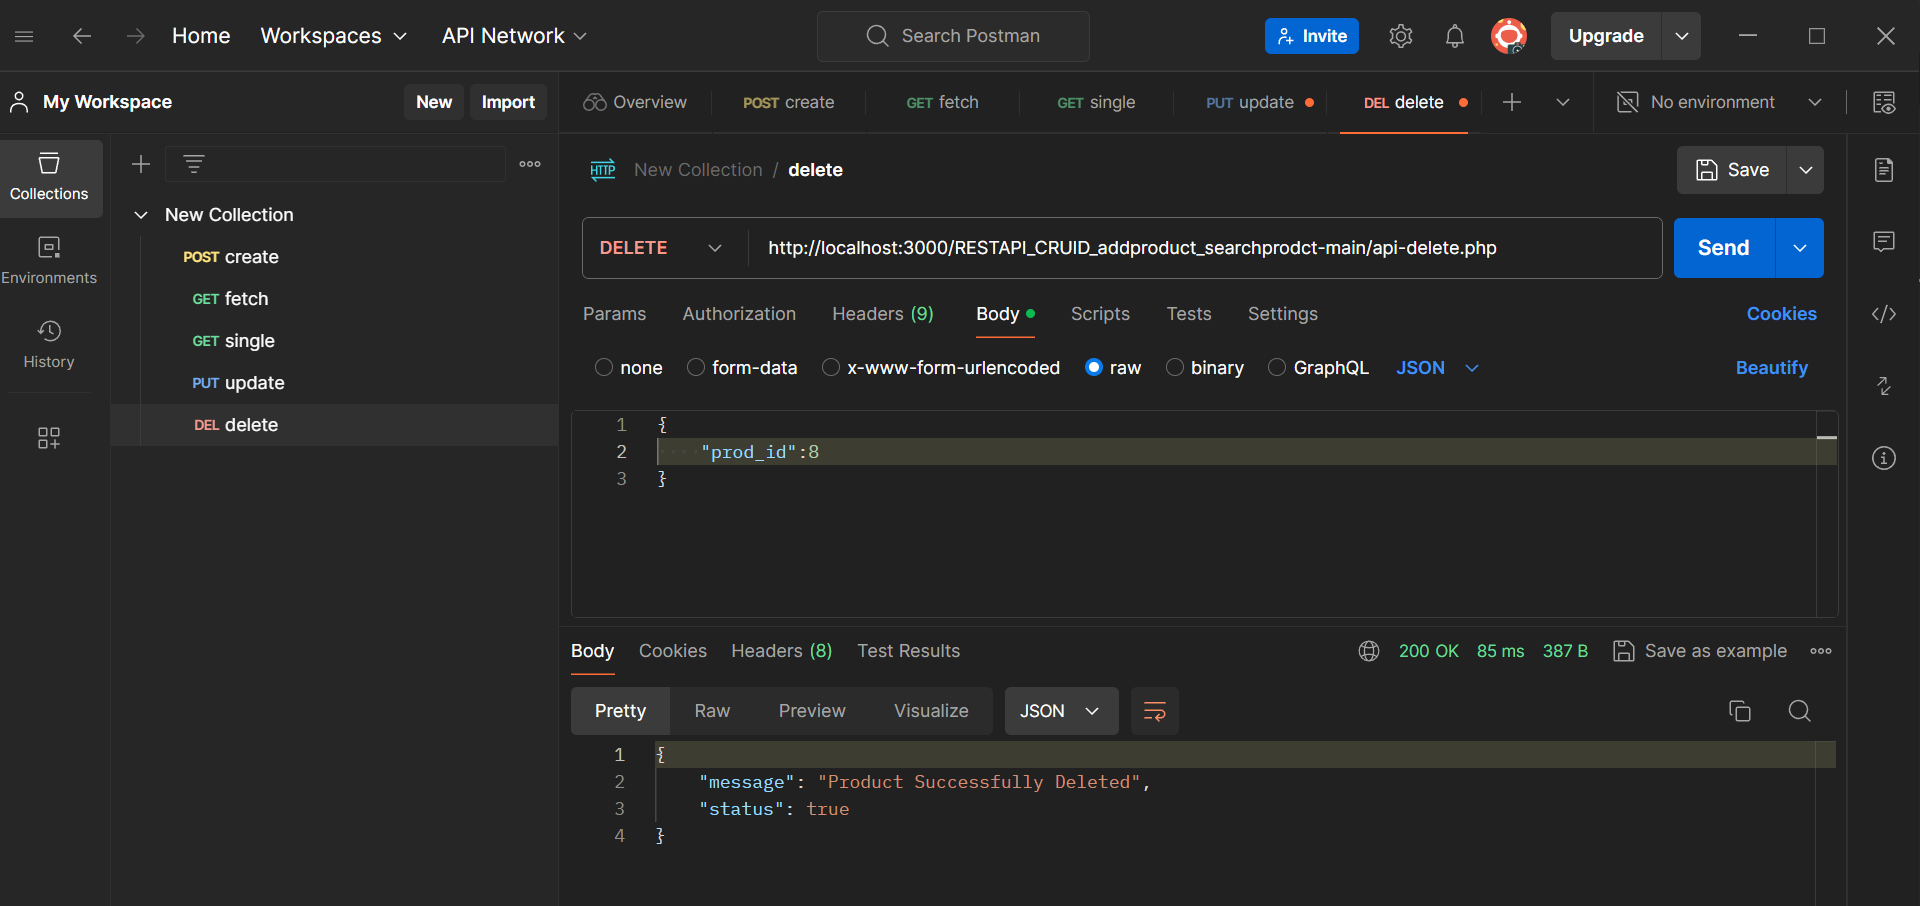 Home Workspaces API Network Search Postman Invite Upgrade
My Workspace New Import Overview POST create GET fetch GET single PUT update DEL delete No environment
Collections
Environments
History
New Collection
POST create
GET fetch
GET single
PUT update
DEL delete
HTTP New Collection / delete Save
DELETE http://localhost:3000/RESTAPI_CRUID_addproduct_searchprodct-main/api-delete.php Send
Params Authorization Headers (9) Body Scripts Tests Settings Cookies
none form-data x-www-form-urlencoded raw binary GraphQL JSON Beautify
1 {
2 "prod_id":8
3 }
Body Cookies Headers (8) Test Results 200 OK 85 ms 387 B Save as example
Pretty Raw Preview Visualize JSON
1 {
2 "message": "Product Successfully Deleted",
3 "status": true
4 }